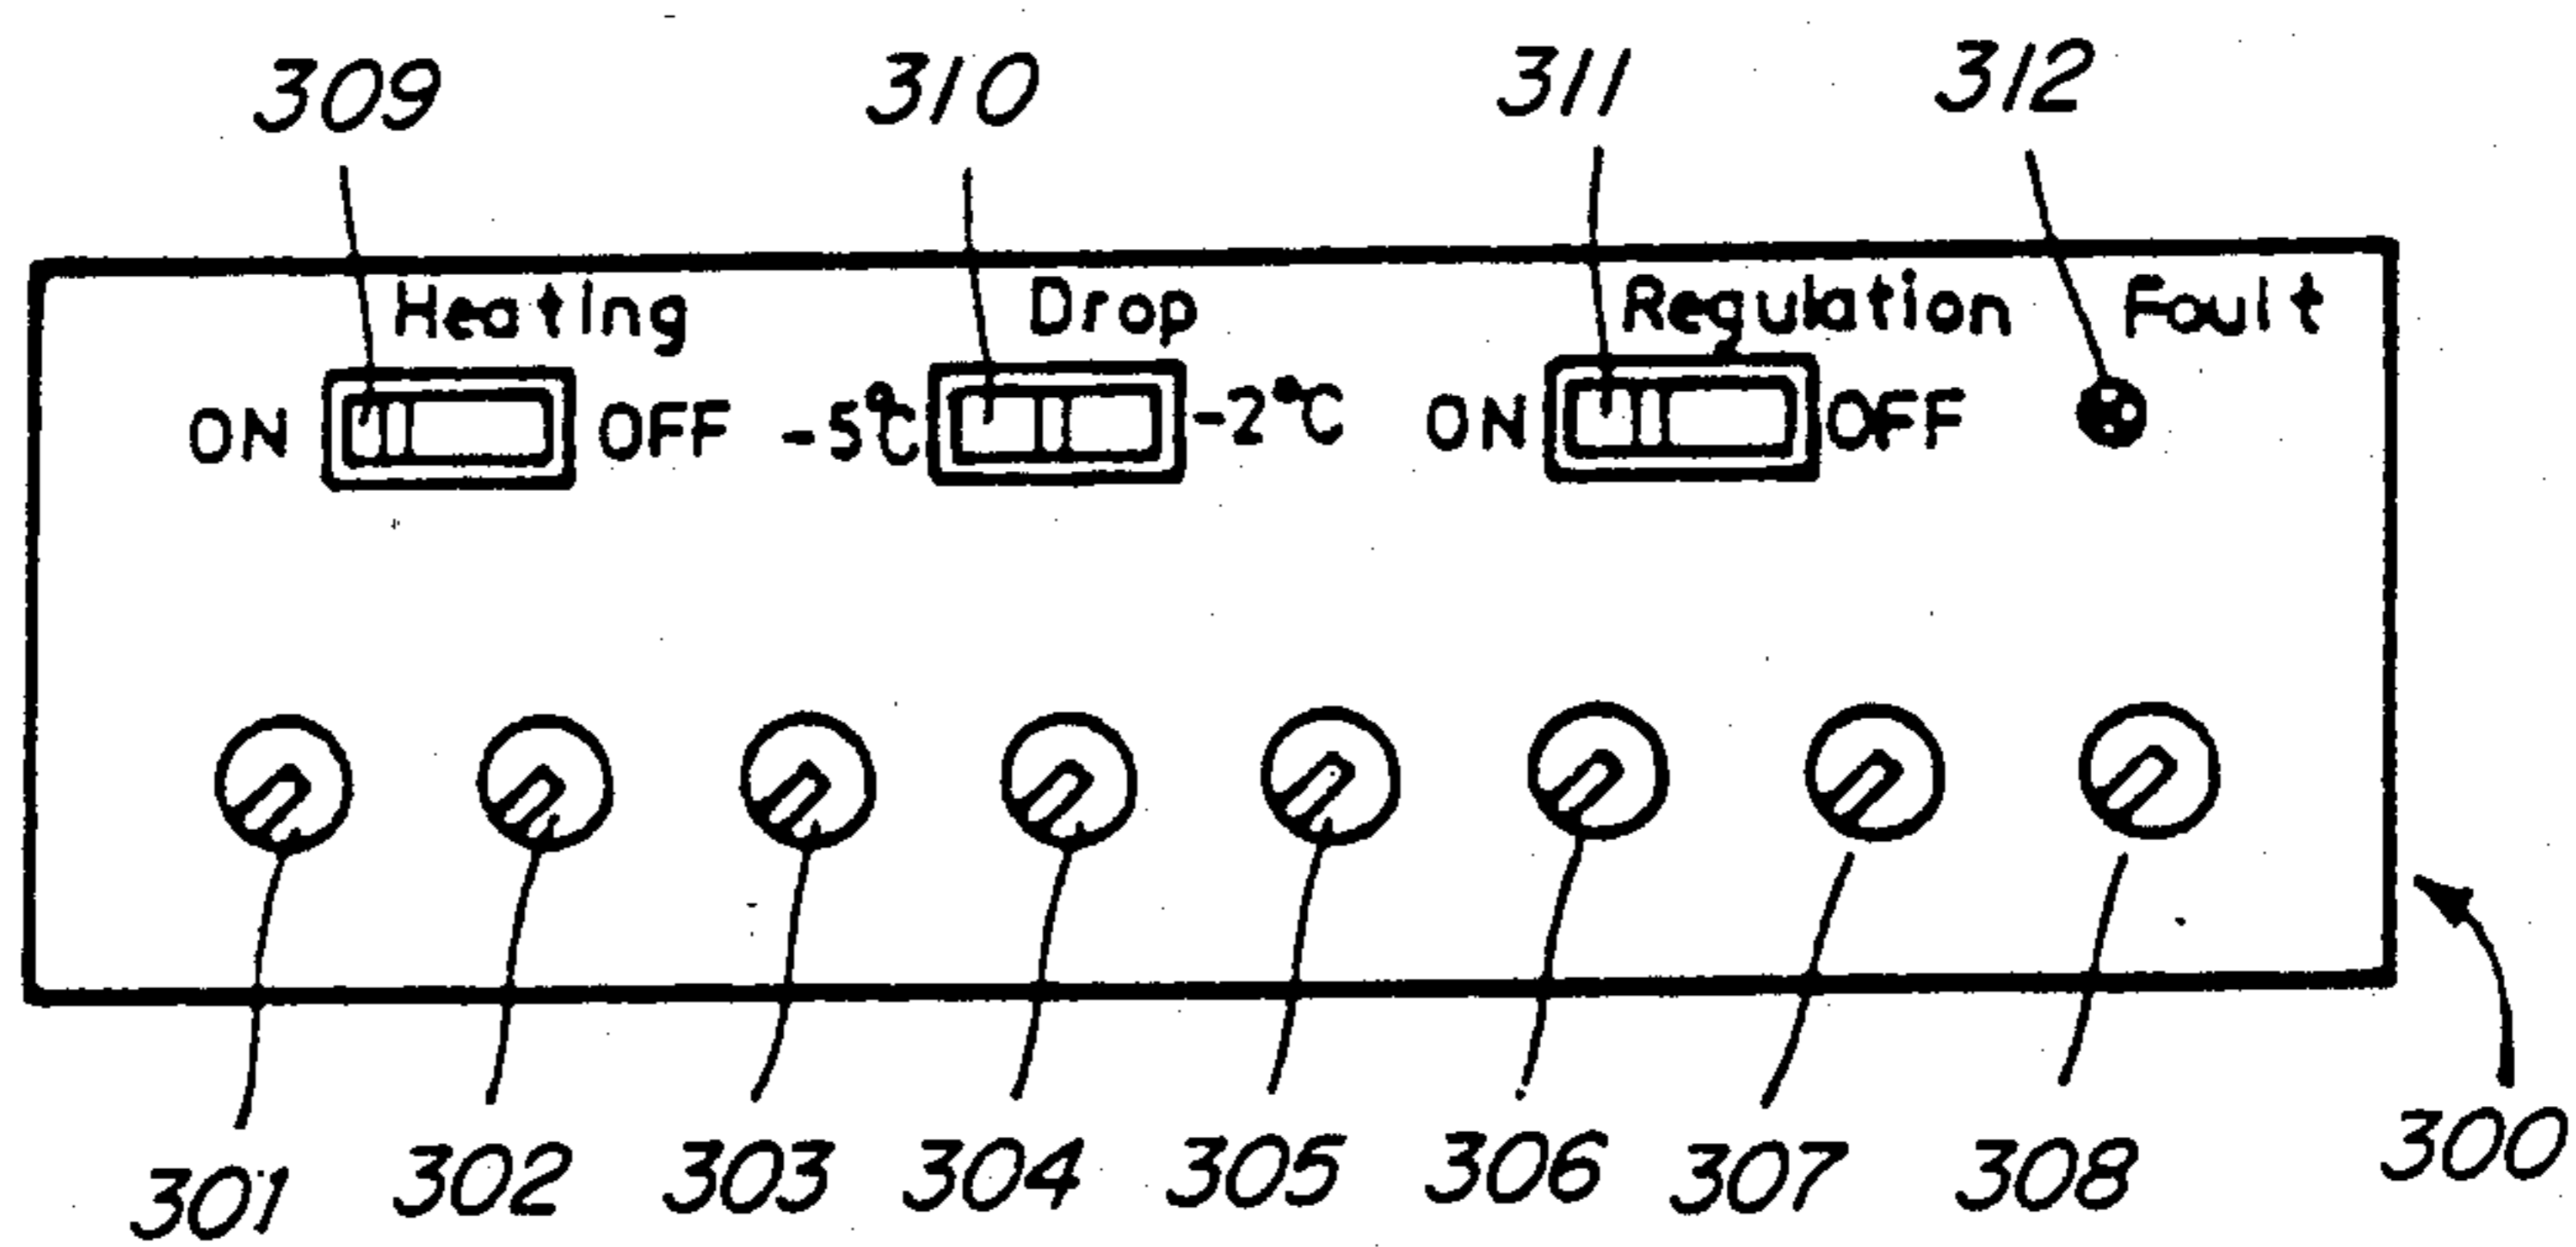 309 310 311 312
Heating Drop Regulation Fault
ON OFF -5°C -2°C ON OFF
301 302 303 304 305 306 307 308 300